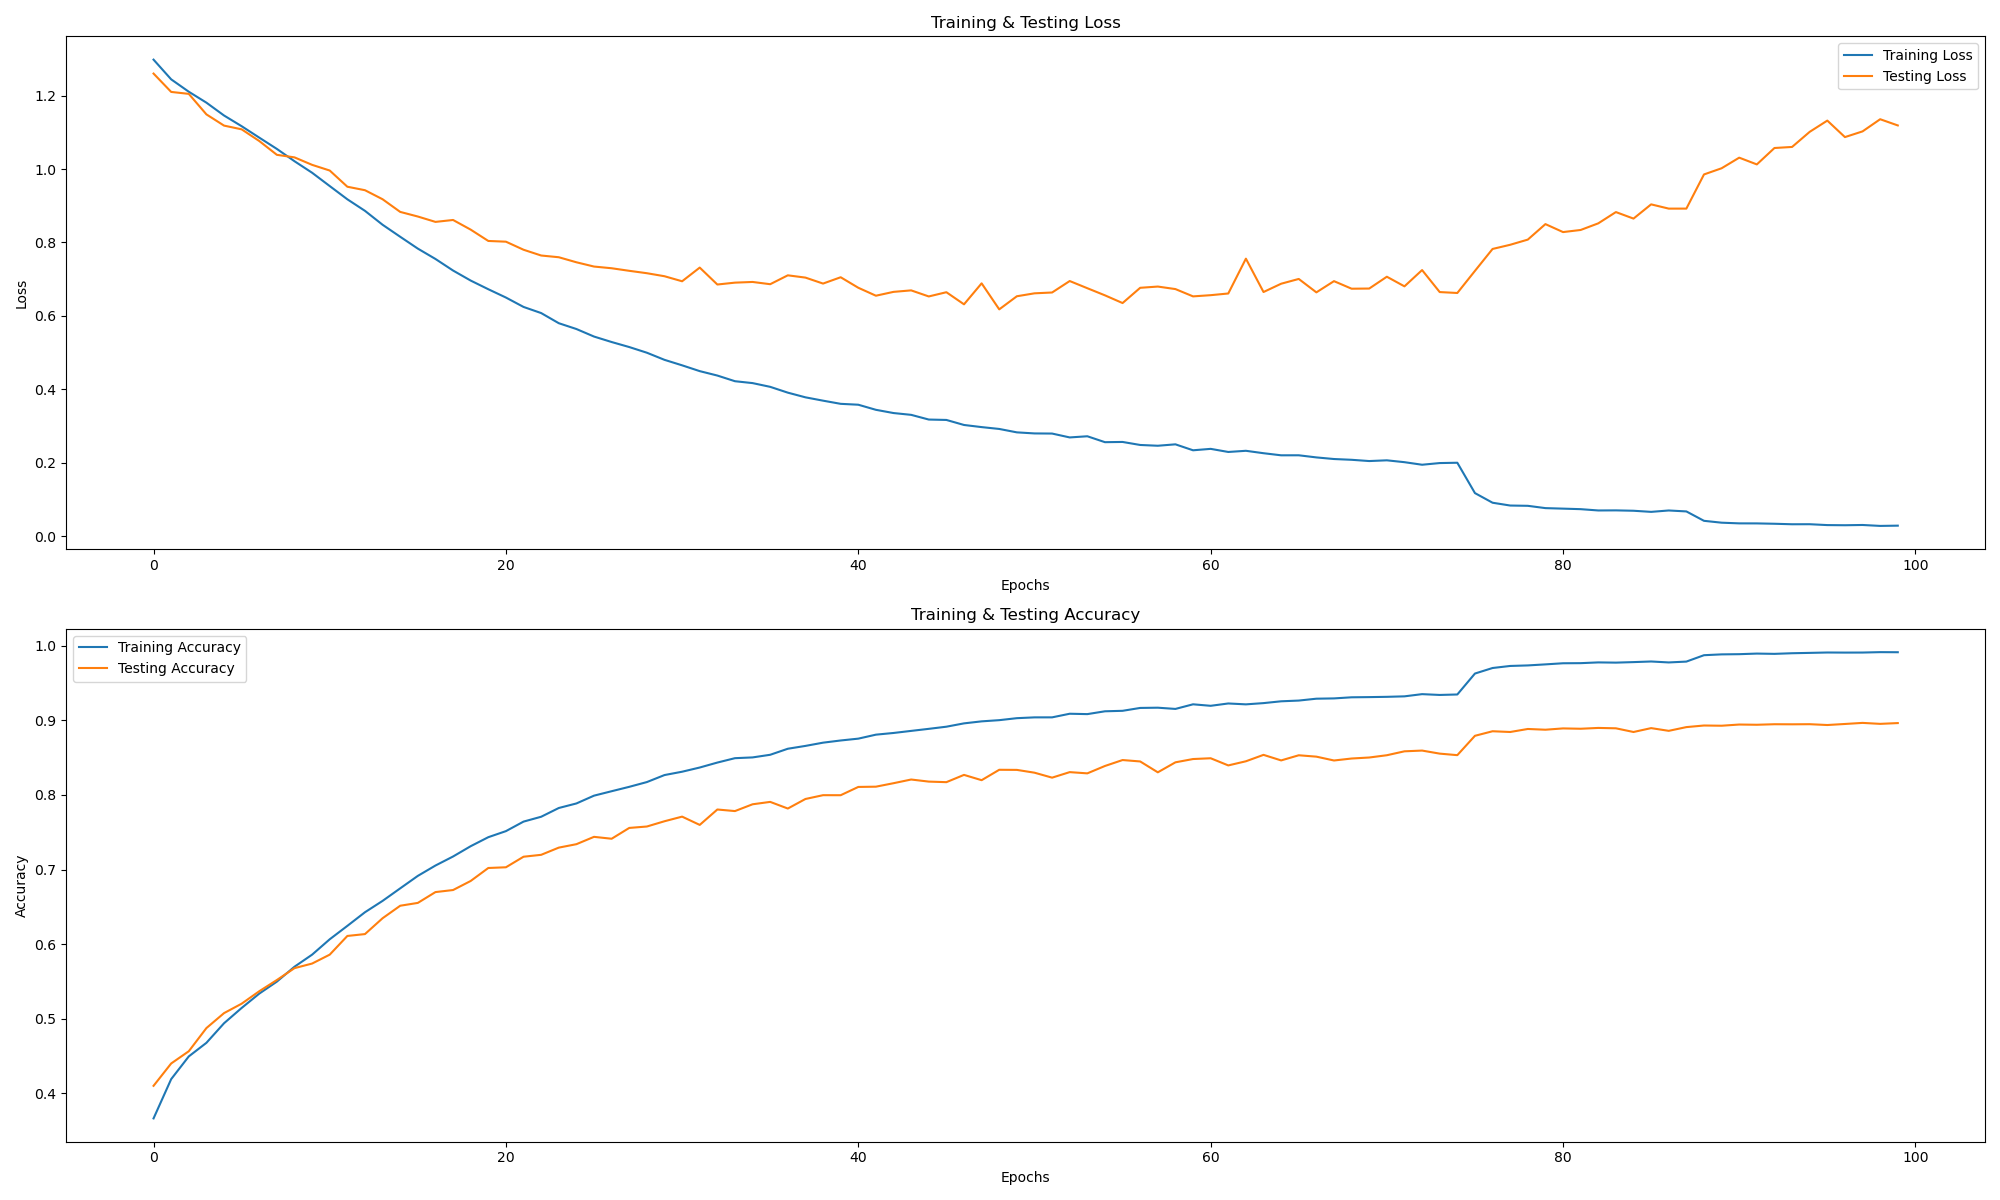 Training & Testing Loss
Training Loss
Testing Loss
1.2
1.0
0.8
0.6
0.4
0.2
0.0
Loss
0 20 40 60 80 100
Epochs
Training & Testing Accuracy
Training Accuracy
Testing Accuracy
1.0
0.9
0.8
0.7
0.6
0.5
0.4
Accuracy
0 20 40 60 80 100
Epochs